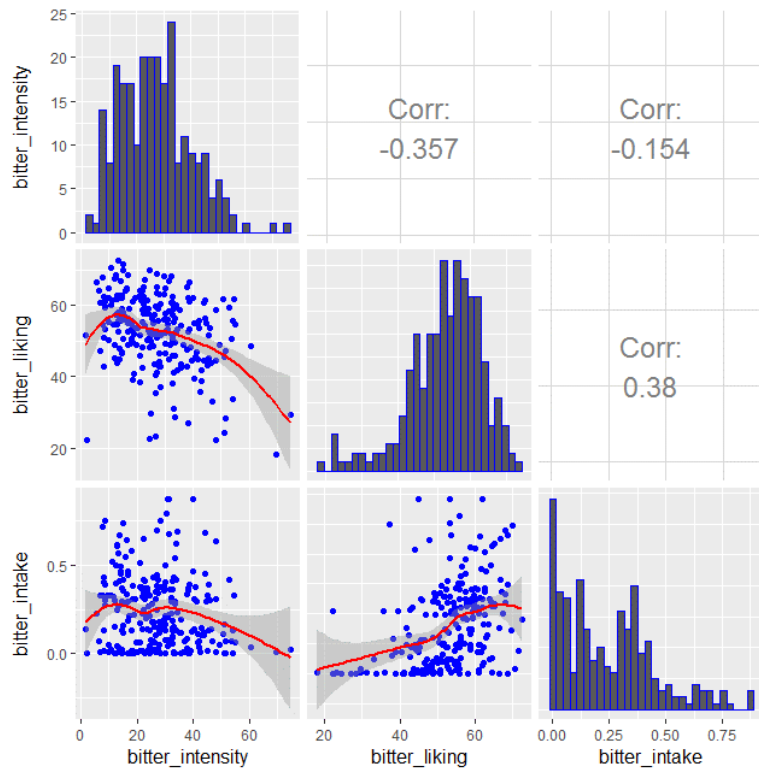 25
20
15
10
5
0
bitter_intensity
Corr:
-0.357
Corr:
-0.154
60
40
20
bitter_liking
Corr:
0.38
0.5
0.0
bitter_intake
0 20 40 60
20 40 60
0.00 0.25 0.50 0.75
bitter_intensity
bitter_liking
bitter_intake